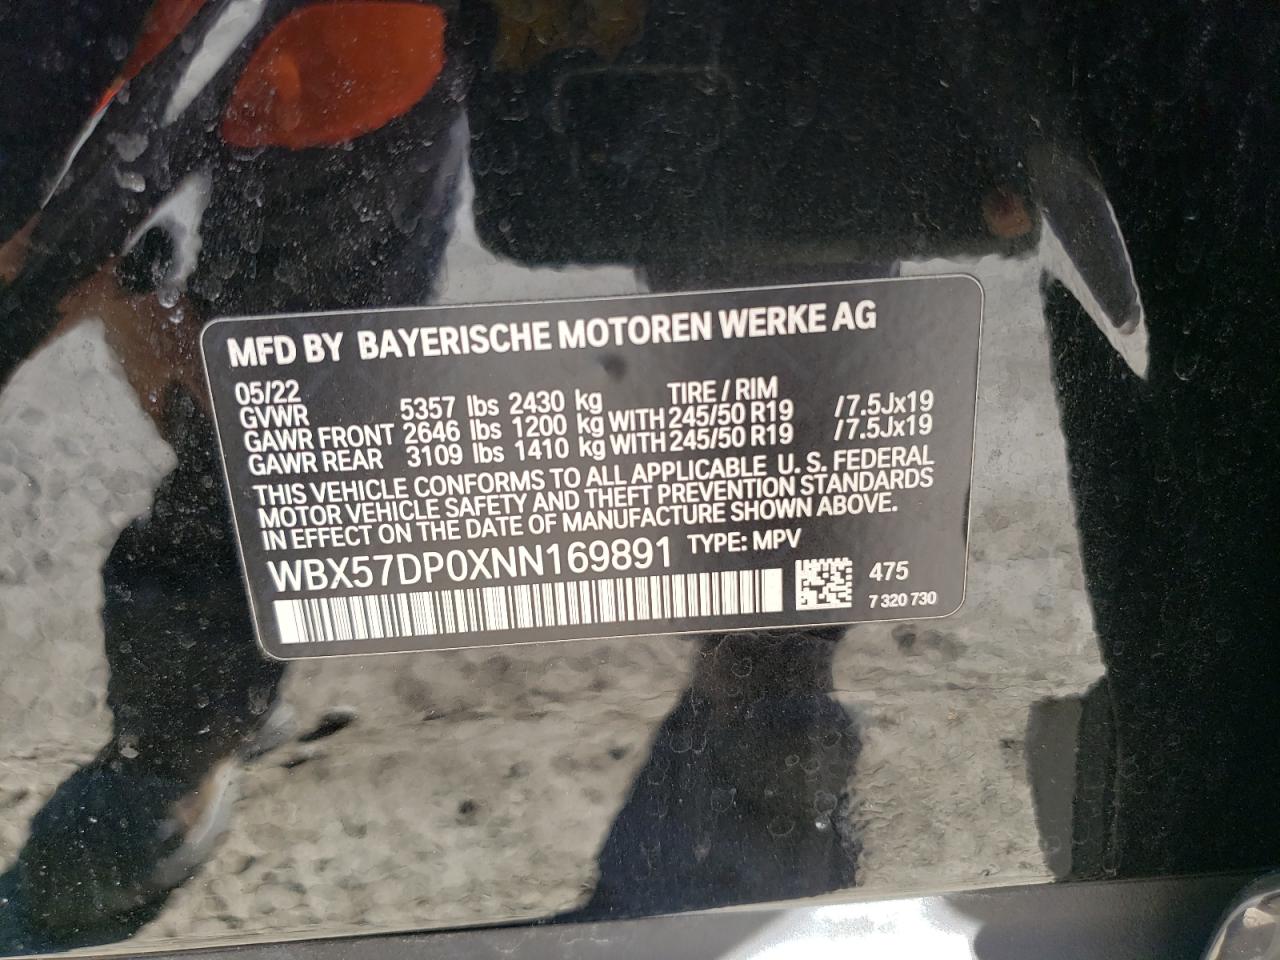 MFD BY BAYERISCHE MOTOREN WERKE AG
05/22 TIRE / RIM
GVWR 5357 lbs 2430 kg
GAWR FRONT 2646 lbs 1200 kg WITH 245/50 R19 /7.5Jx19
GAWR REAR 3109 lbs 1410 kg WITH 245/50 R19 /7.5Jx19
THIS VEHICLE CONFORMS TO ALL APPLICABLE U. S. FEDERAL
MOTOR VEHICLE SAFETY AND THEFT PREVENTION STANDARDS
IN EFFECT ON THE DATE OF MANUFACTURE SHOWN ABOVE.
WBX57DP0XNN169891 TYPE: MPV
475
7 320 730